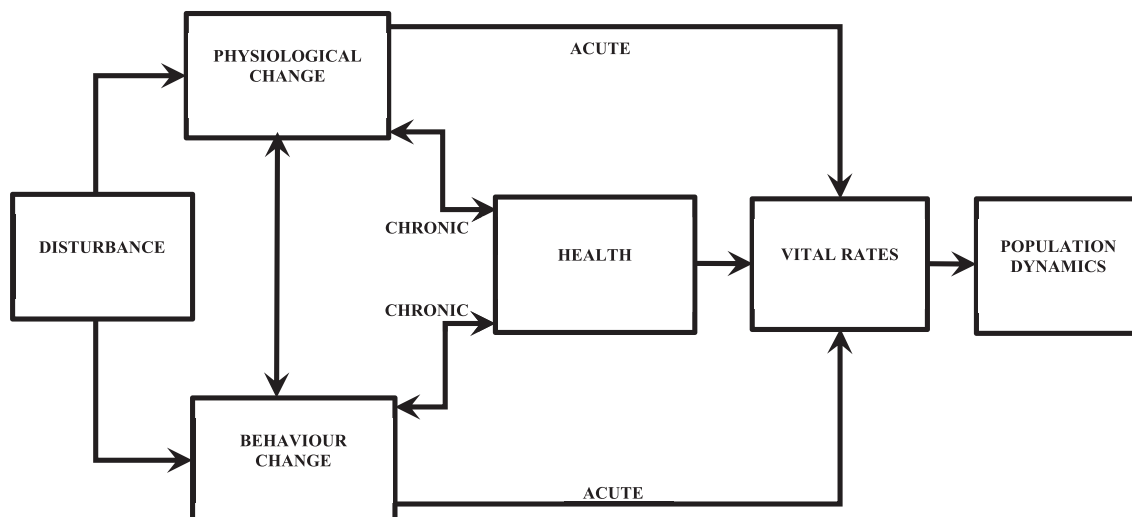 PHYSIOLOGICAL
CHANGE
ACUTE
DISTURBANCE
CHRONIC
HEALTH
VITAL RATES
POPULATION
DYNAMICS
CHRONIC
BEHAVIOUR
CHANGE
ACUTE